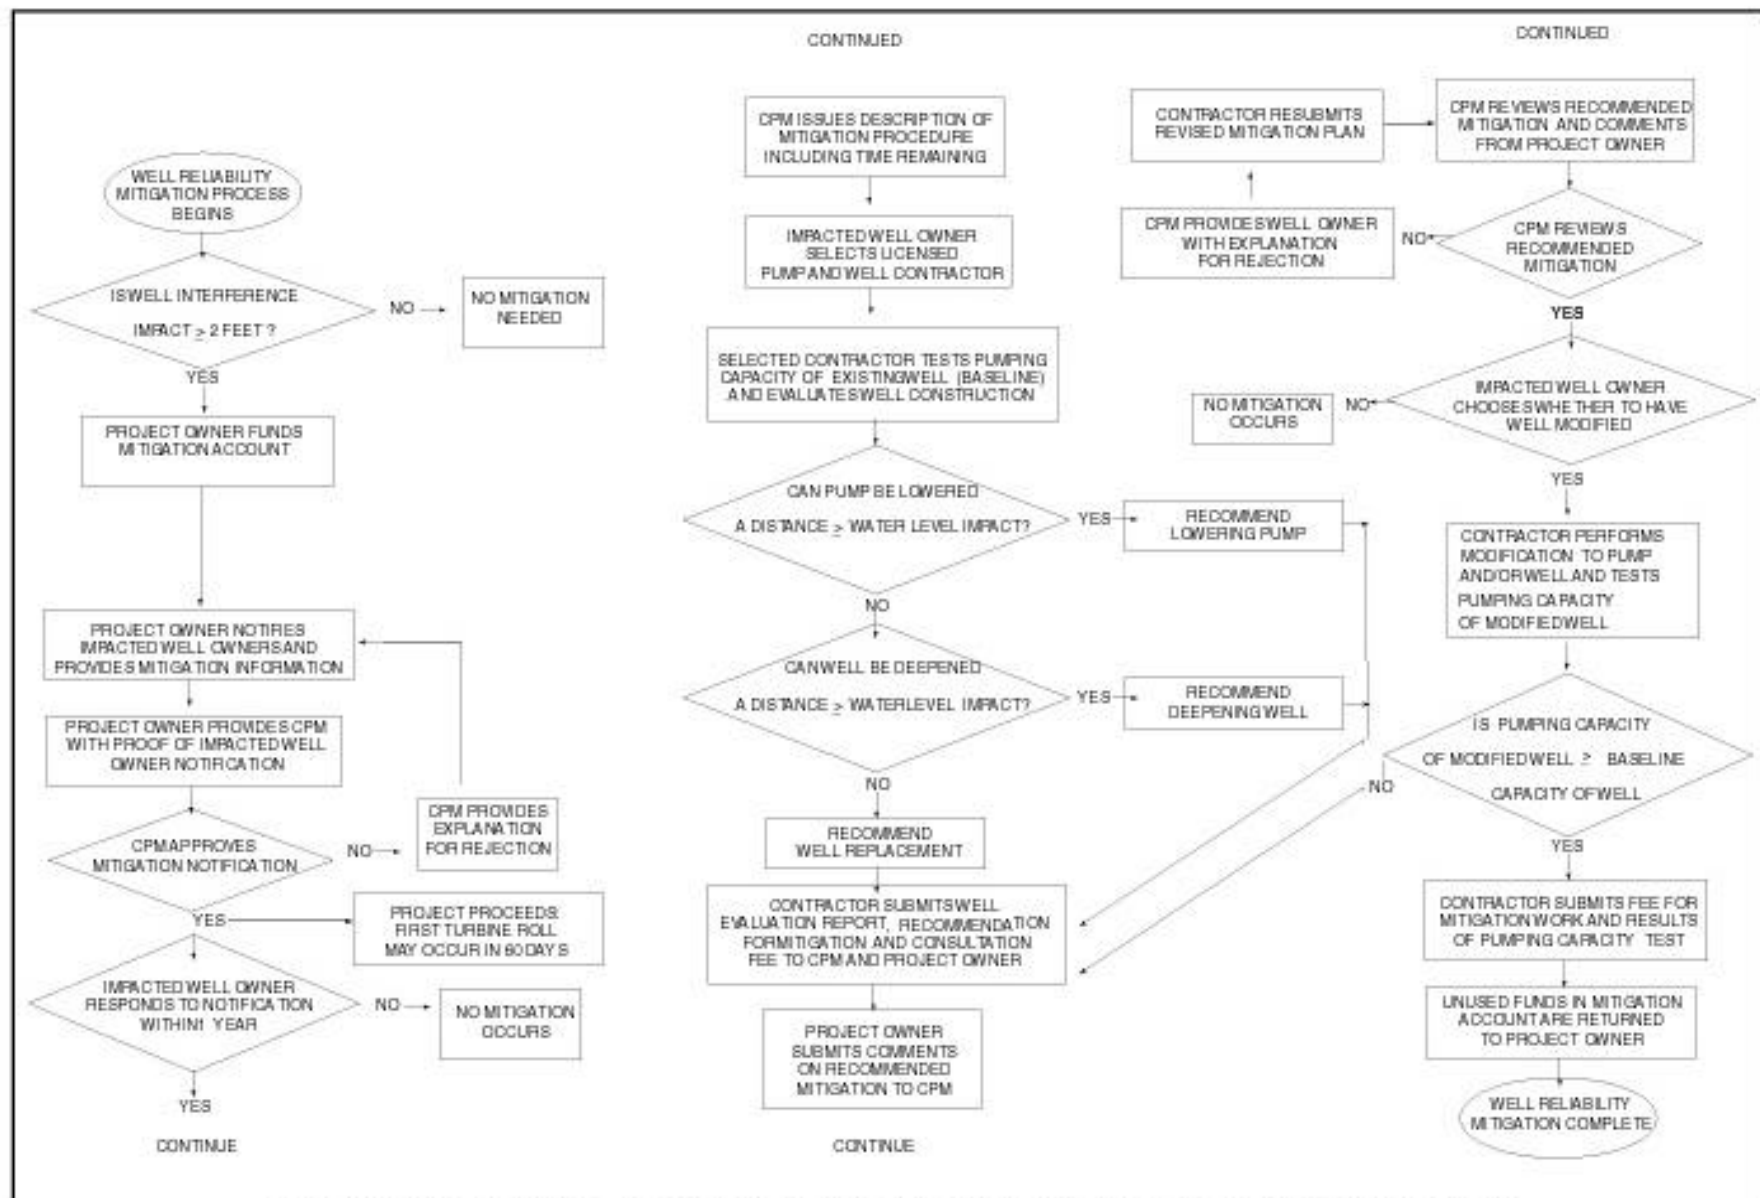 WELL RELIABILITY
MITIGATION PROCESS
BEGINS
IS WELL INTERFERENCE
IMPACT ≥ 2 FEET ?
NO
NO MITIGATION
NEEDED
YES
PROJECT OWNER FUNDS
MITIGATION ACCOUNT
PROJECT OWNER NOTIFIES
IMPACTED WELL OWNERS AND
PROVIDES MITIGATION INFORMATION
PROJECT OWNER PROVIDES CPM
WITH PROOF OF IMPACTED WELL
OWNER NOTIFICATION
CPM APPROVES
MITIGATION NOTIFICATION
NO
CPM PROVIDES
EXPLANATION
FOR REJECTION
YES
PROJECT PROCEEDS:
FIRST TURBINE ROLL
MAY OCCUR IN 60 DAYS
IMPACTED WELL OWNER
RESPONDS TO NOTIFICATION
WITHIN 1 YEAR
NO
NO MITIGATION
OCCURS
YES
CONTINUE
CONTINUED
CPM ISSUES DESCRIPTION OF
MITIGATION PROCEDURE
INCLUDING TIME REMAINING
IMPACTED WELL OWNER
SELECTS LICENSED
PUMP AND WELL CONTRACTOR
SELECTED CONTRACTOR TESTS PUMPING
CAPACITY OF EXISTING WELL (BASELINE)
AND EVALUATES WELL CONSTRUCTION
CAN PUMP BE LOWERED
A DISTANCE ≥ WATER LEVEL IMPACT?
YES
RECOMMEND
LOWERING PUMP
NO
CAN WELL BE DEEPENED
A DISTANCE ≥ WATER LEVEL IMPACT?
YES
RECOMMEND
DEEPENING WELL
NO
RECOMMEND
WELL REPLACEMENT
CONTRACTOR SUBMITS WELL
EVALUATION REPORT, RECOMMENDATION
FOR MITIGATION AND CONSULTATION
FEE TO CPM AND PROJECT OWNER
PROJECT OWNER
SUBMITS COMMENTS
ON RECOMMENDED
MITIGATION TO CPM
CONTINUE
CONTINUED
CONTRACTOR RESUBMITS
REVISED MITIGATION PLAN
CPM REVIEWS RECOMMENDED
MITIGATION AND COMMENTS
FROM PROJECT OWNER
CPM PROVIDES WELL OWNER
WITH EXPLANATION
FOR REJECTION
NO
CPM REVIEWS
RECOMMENDED
MITIGATION
YES
IMPACTED WELL OWNER
CHOOSES WHETHER TO HAVE
WELL MODIFIED
NO
NO MITIGATION
OCCURS
YES
CONTRACTOR PERFORMS
MODIFICATION TO PUMP
AND/OR WELL AND TESTS
PUMPING CAPACITY
OF MODIFIED WELL
IS PUMPING CAPACITY
OF MODIFIED WELL ≥ BASELINE
CAPACITY OF WELL
NO
YES
CONTRACTOR SUBMITS FEE FOR
MITIGATION WORK AND RESULTS
OF PUMPING CAPACITY TEST
UNUSED FUNDS IN MITIGATION
ACCOUNT ARE RETURNED
TO PROJECT OWNER
WELL RELIABILITY
MITIGATION COMPLETE